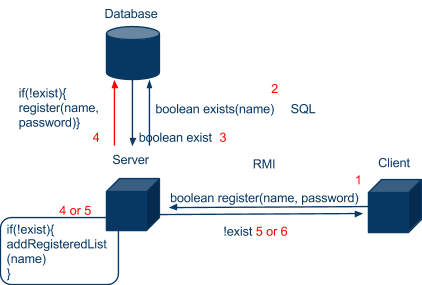 Database
2
if(!exist){
register(name,
password)}
boolean exists(name) SQL
4
boolean exist 3
Server
RMI
Client
1
boolean register(name, password)
4 or 5
if(!exist){
addRegisteredList
(name)
}
!exist 5 or 6